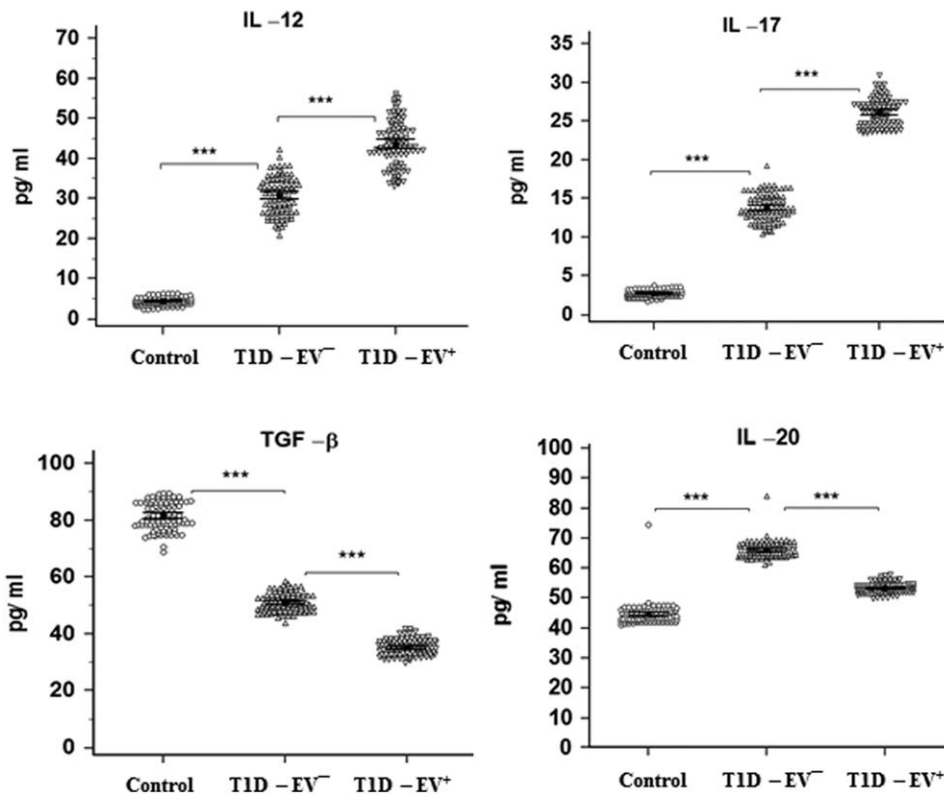 IL –12
70
60
50
40
30
20
10
0
pg/ ml
***
***
Control
T1D – EV⁻
T1D – EV⁺
IL –17
35
30
25
20
15
10
5
0
pg/ ml
***
***
Control
T1D – EV⁻
T1D – EV⁺
TGF –β
100
80
60
40
20
0
pg/ ml
***
***
Control
T1D – EV⁻
T1D – EV⁺
IL –20
100
90
80
70
60
50
40
30
20
10
0
pg/ ml
***
***
Control
T1D – EV⁻
T1D – EV⁺